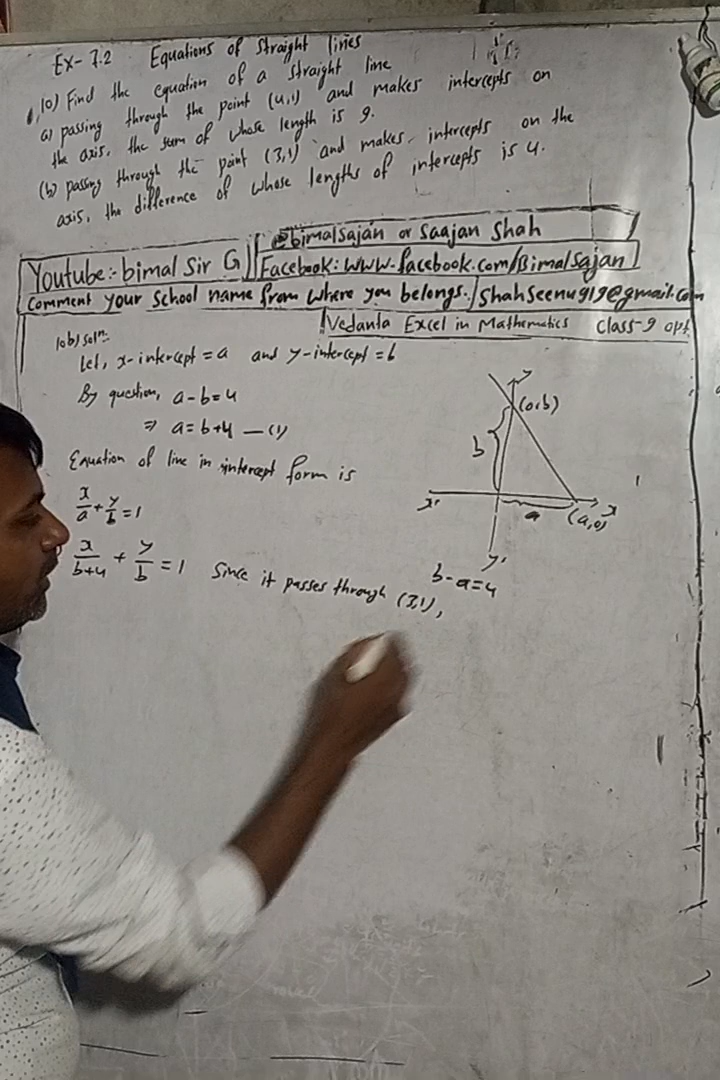 Ex- 7.2 Equations of Straight lines
10) Find the equation of a straight line
a) passing through the point (4,1) and makes intercepts on
the axis, the sum of whose length is 9.
(b) passing through the point (3,1) and makes intercepts on the
axis, the difference of whose lengths of intercepts is 4.
@bimalsajan or Saajan Shah
Youtube:- bimal Sir G Facebook: www.facebook.com/Bimalsajan
Comment your School name from where you belongs. / Shahseenu919@gmail.com
Vedanta Excel in Mathematics Class-9 opt
10b) Soln:
Let, x-intercept = a and y-intercept = b
By question, a-b=4
⇒ a=b+4 —(1)
Equation of line in intercept form is
x/a + y/b = 1
x/b+4 + y/b = 1 Since it passes through (3,1),
y
(0,b)
b
x'
a
(a,0)
x
y'
b-a=4